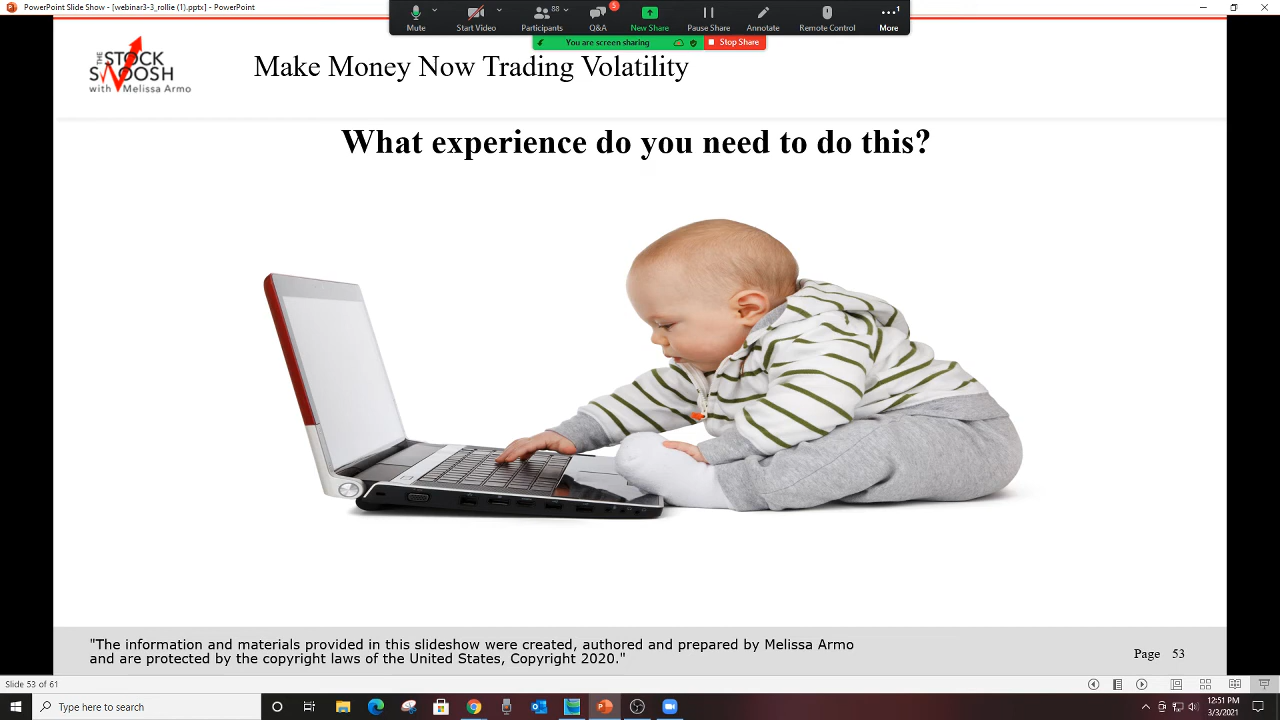 PowerPoint Slide Show - [webinar3-3_rollie (1).pptx] - PowerPoint
88
5
1
Mute
Start Video
Participants
Q&A
New Share
Pause Share
Annotate
Remote Control
More
You are screen sharing
Stop Share
THE STOCK
SWOOSH
with Melissa Armo
Make Money Now Trading Volatility
What experience do you need to do this?
"The information and materials provided in this slideshow were created, authored and prepared by Melissa Armo
and are protected by the copyright laws of the United States, Copyright 2020."
Page 53
Slide 53 of 61
Type here to search
12:51 PM
3/3/2021